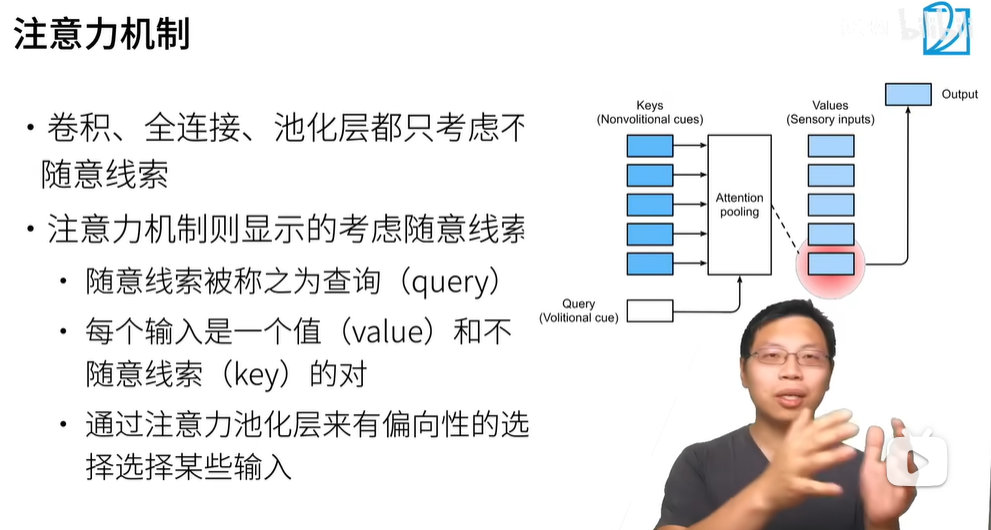 注意力机制
• 卷积、全连接、池化层都只考虑不
随意线索
• 注意力机制则显示的考虑随意线索
• 随意线索被称之为查询（query）
• 每个输入是一个值（value）和不
随意线索（key）的对
• 通过注意力池化层来有偏向性的选
择选择某些输入
Keys
(Nonvolitional cues)
Values
(Sensory inputs)
Output
Attention
pooling
Query
(Volitional cue)